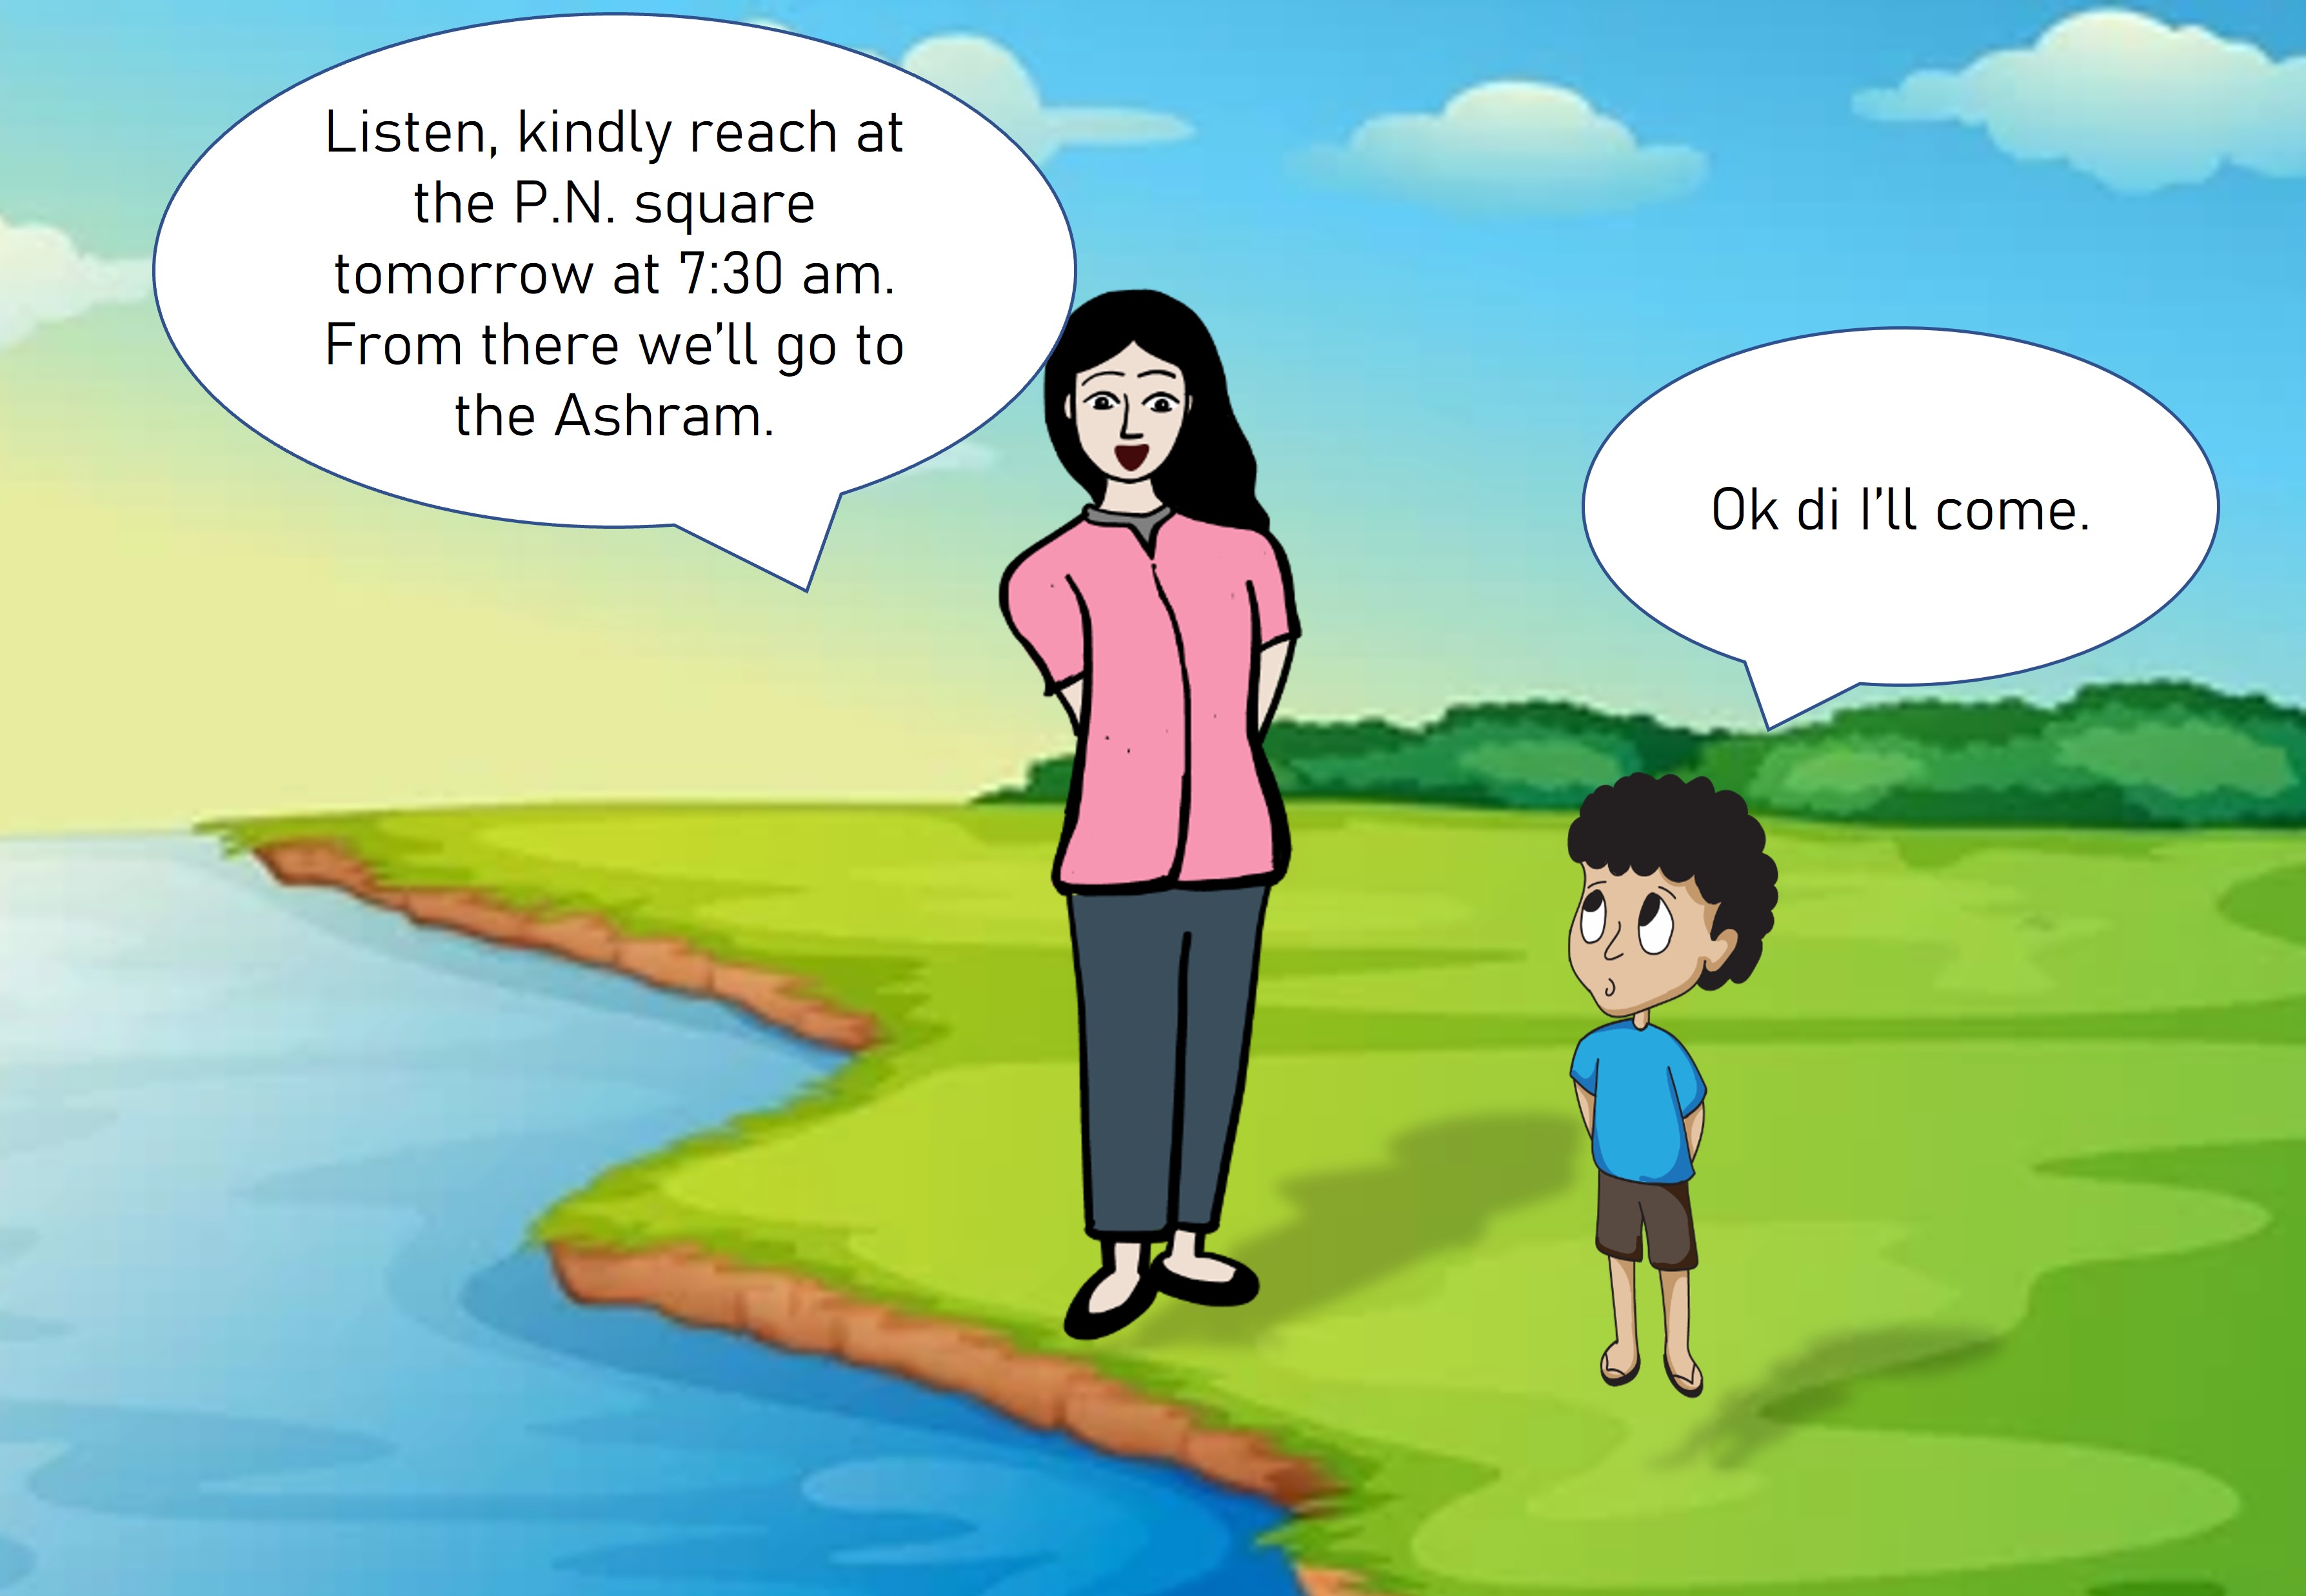 Listen, kindly reach at
the P.N. square
tomorrow at 7:30 am.
From there we'll go to
the Ashram.
Ok di I'll come.